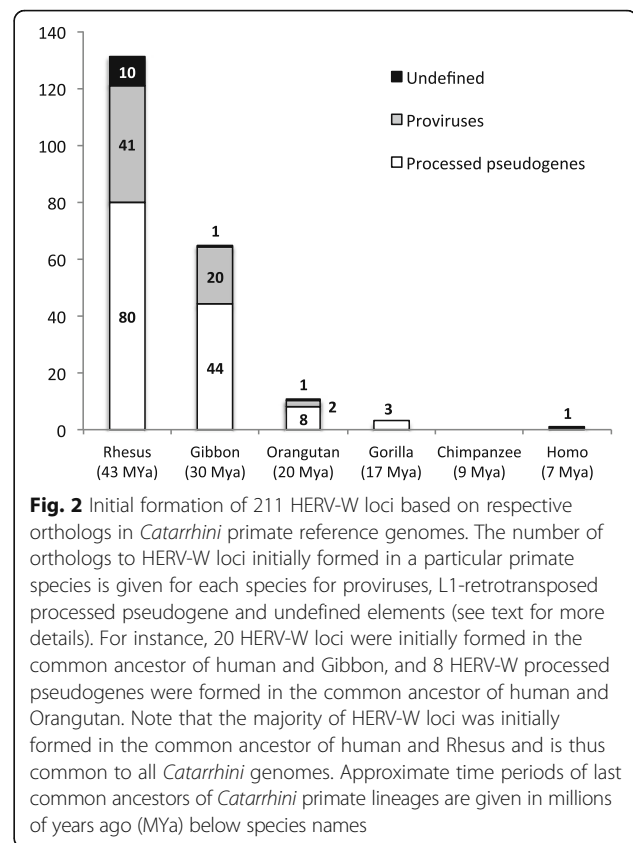 140
120
100
80
60
40
20
0
10
41
80
1
20
44
1
2
8
3
1
Undefined
Proviruses
Processed pseudogenes
Rhesus Gibbon Orangutan Gorilla Chimpanzee Homo
(43 MYa) (30 Mya) (20 Mya) (17 Mya) (9 Mya) (7 Mya)
Fig. 2 Initial formation of 211 HERV-W loci based on respective
orthologs in Catarrhini primate reference genomes. The number of
orthologs to HERV-W loci initially formed in a particular primate
species is given for each species for proviruses, L1-retrotransposed
processed pseudogene and undefined elements (see text for more
details). For instance, 20 HERV-W loci were initially formed in the
common ancestor of human and Gibbon, and 8 HERV-W processed
pseudogenes were formed in the common ancestor of human and
Orangutan. Note that the majority of HERV-W loci was initially
formed in the common ancestor of human and Rhesus and is thus
common to all Catarrhini genomes. Approximate time periods of last
common ancestors of Catarrhini primate lineages are given in millions
of years ago (MYa) below species names